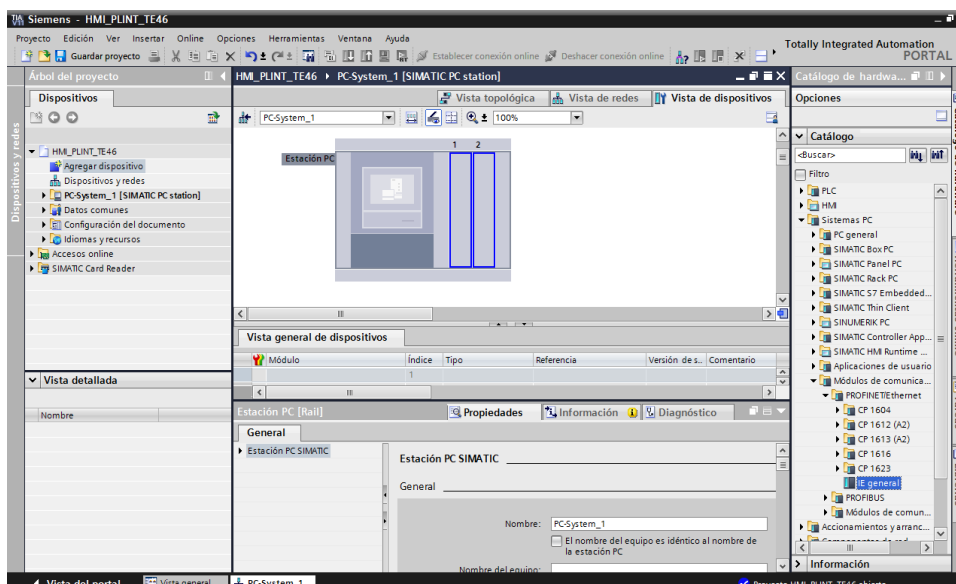 Siemens - HMI_PLINT_TE46
Proyecto Edición Ver Insertar Online Opciones Herramientas Ventana Ayuda
Totally Integrated Automation
PORTAL
Guardar proyecto
Establecer conexión online
Deshacer conexión online
Árbol del proyecto
HMI_PLINT_TE46 PC-System_1 [SIMATIC PC station]
Catálogo de hardwa...
Dispositivos
Vista topológica
Vista de redes
Vista de dispositivos
Opciones
Dispositivos y redes
PC-System_1
100%
HMI_PLINT_TE46
Agregar dispositivo
Dispositivos y redes
PC-System_1 [SIMATIC PC station]
Datos comunes
Configuración del documento
Idiomas y recursos
Accesos online
SIMATIC Card Reader
1 2
Estación PC
Catálogo
<Buscar>
Filtro
PLC
HMI
Sistemas PC
PC general
SIMATIC Box PC
SIMATIC Panel PC
SIMATIC Rack PC
SIMATIC S7 Embedded...
SIMATIC Thin Client
SINUMERIK PC
SIMATIC Controller App...
SIMATIC HMI Runtime ...
Aplicaciones de usuario
Módulos de comunica...
PROFINET/Ethernet
CP 1604
CP 1612 (A2)
CP 1613 (A2)
CP 1616
CP 1623
IE general
PROFIBUS
Módulos de comun...
Accionamientos y arranc...
Información
Vista general de dispositivos
Módulo Índice Tipo Referencia Versión de s.. Comentario
1
Vista detallada
Nombre
Estación PC [Rail]
Propiedades
Información
Diagnóstico
General
Estación PC SIMATIC
Estación PC SIMATIC
General
Nombre: PC-System_1
El nombre del equipo es idéntico al nombre de
la estación PC
Nombre del equipo:
Vista del portal
Vista general
PC-System_1
Proyecto HMI_PLINT_TE46 abierto